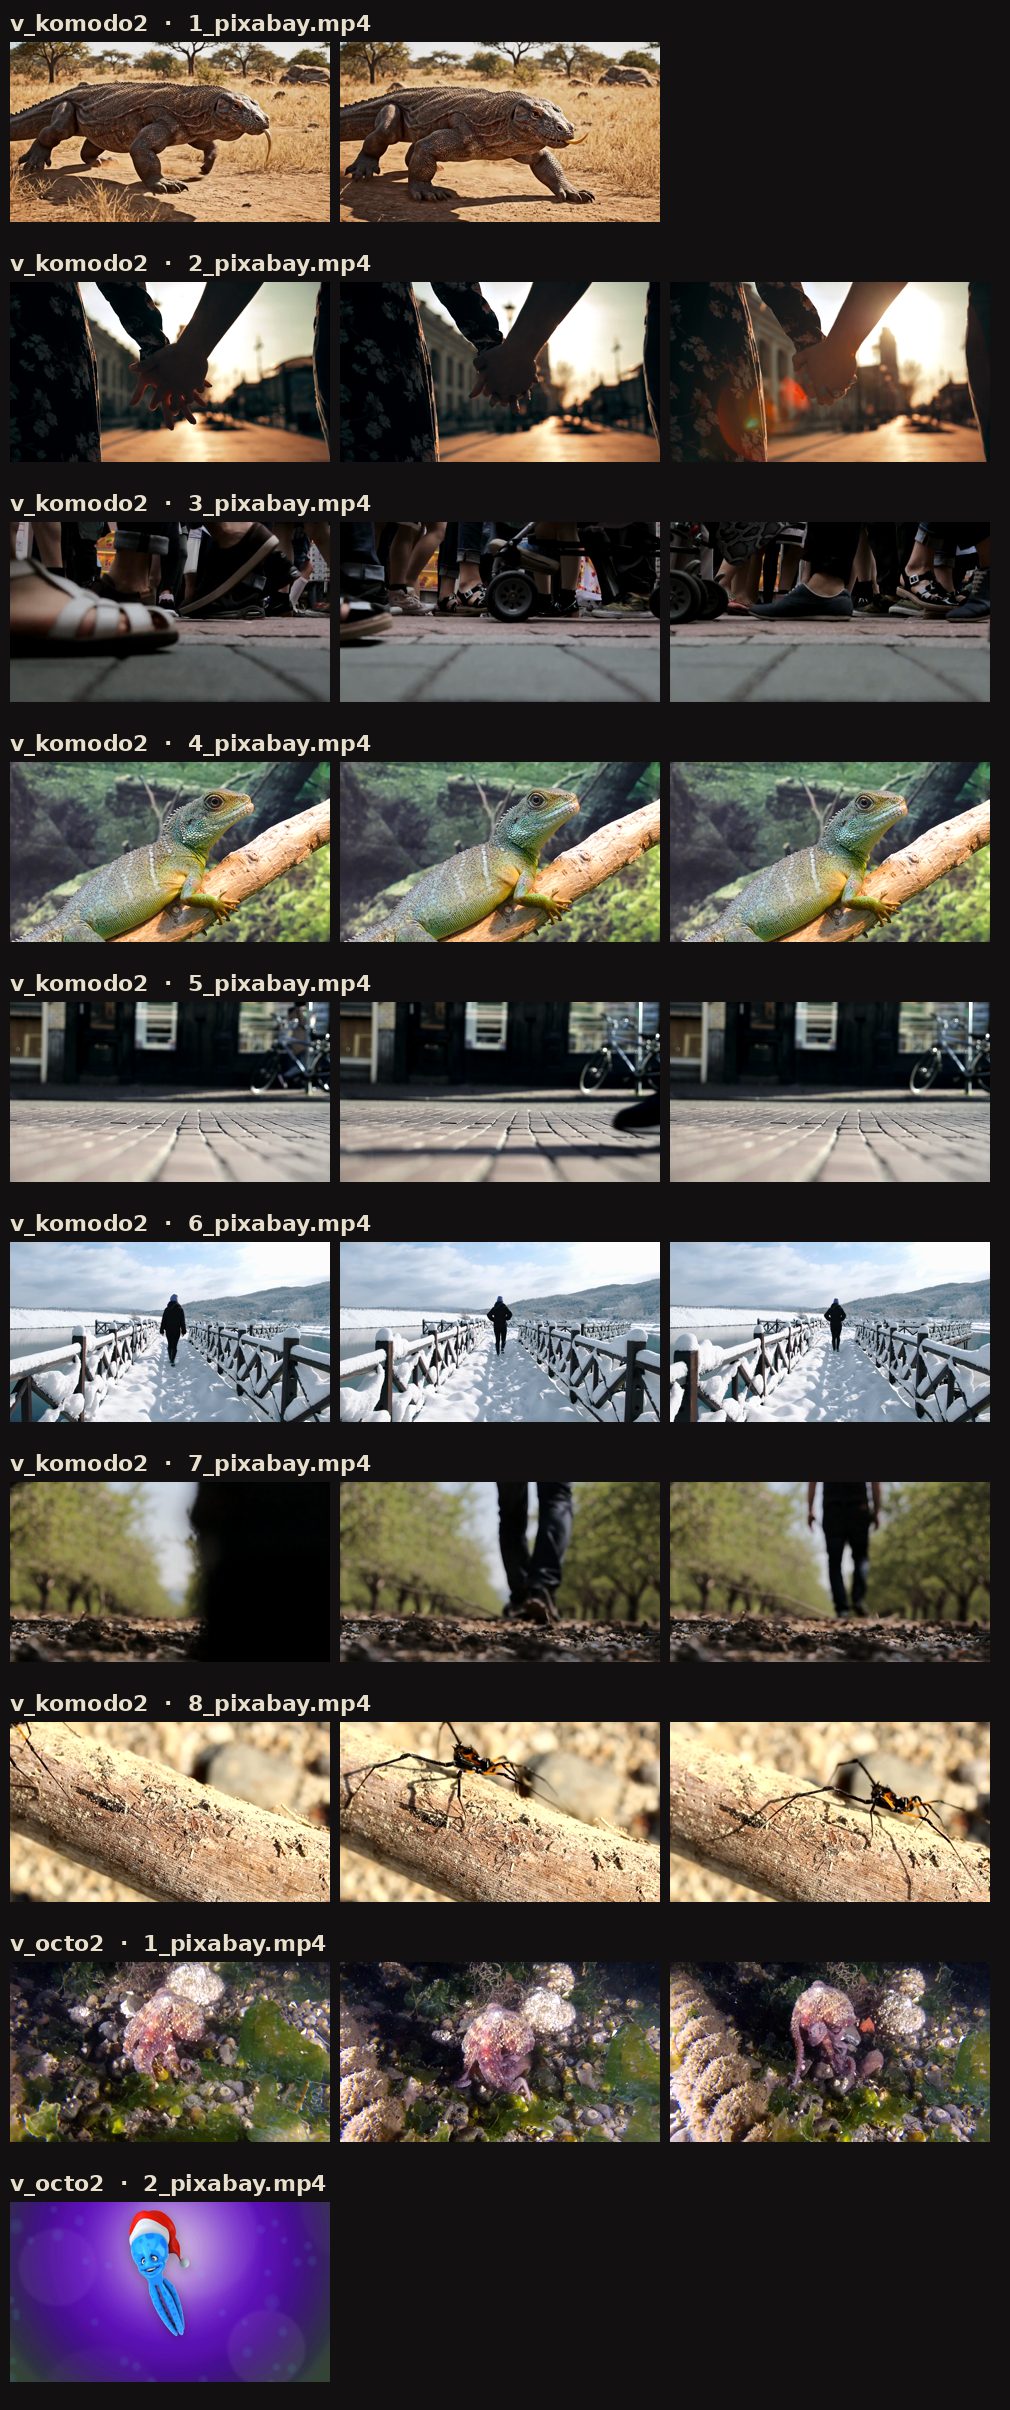 v_komodo2 · 1_pixabay.mp4
v_komodo2 · 2_pixabay.mp4
v_komodo2 · 3_pixabay.mp4
v_komodo2 · 4_pixabay.mp4
v_komodo2 · 5_pixabay.mp4
v_komodo2 · 6_pixabay.mp4
v_komodo2 · 7_pixabay.mp4
v_komodo2 · 8_pixabay.mp4
v_octo2 · 1_pixabay.mp4
v_octo2 · 2_pixabay.mp4